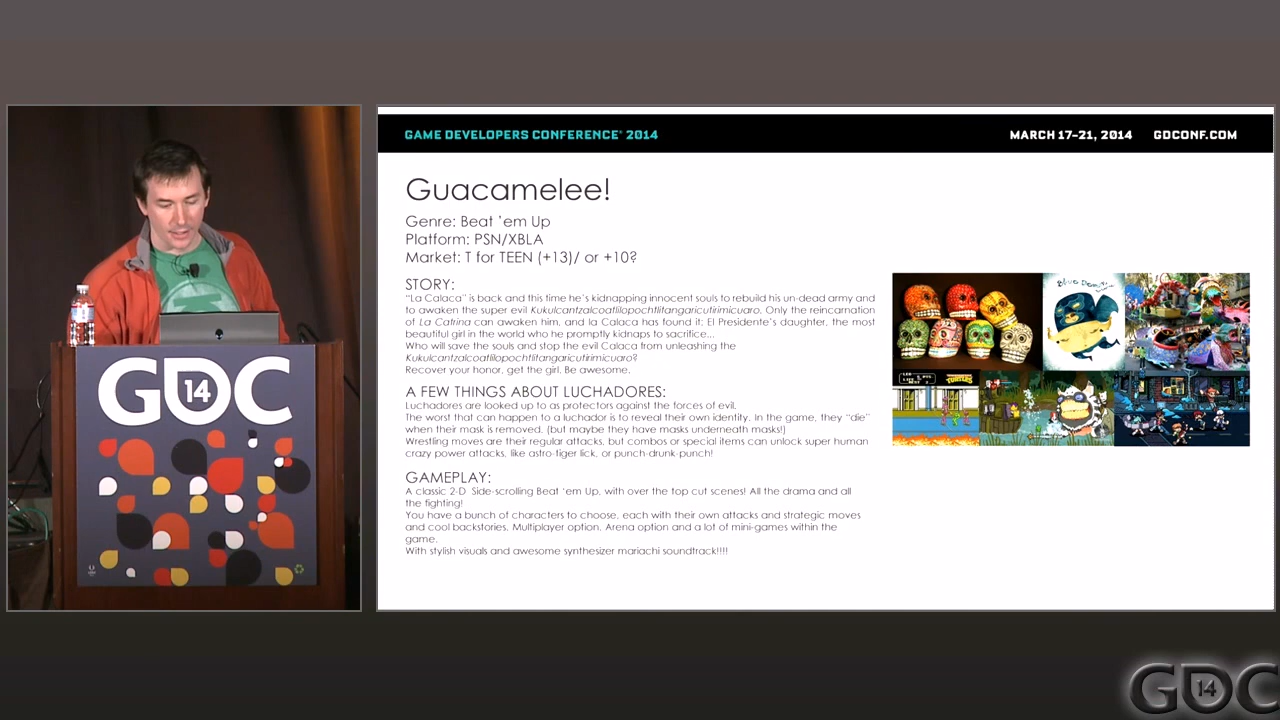 GAME DEVELOPERS CONFERENCE® 2014
MARCH 17–21, 2014 GDCONF.COM
Guacamelee!
Genre: Beat 'em Up
Platform: PSN/XBLA
Market: T for TEEN (+13)/ or +10?
STORY:
"La Calaca" is back and this time he's kidnapping innocent souls to rebuild his un-dead army and
to awaken the super evil Kukulcantzalcoatlilopochtlitangaricutirimicuaro. Only the reincarnation
of La Catrina can awaken him, and la Calaca has found it: El Presidente's daughter, the most
beautiful girl in the world who he promptly kidnaps to sacrifice...
Who will save the souls and stop the evil Calaca from unleashing the
Kukulcantzalcoatlilopochtlitangaricutirimicuaro?
Recover your honor, get the girl. Be awesome.
A FEW THINGS ABOUT LUCHADORES:
Luchadores are looked up to as protectors against the forces of evil.
The worst that can happen to a luchador is to reveal their own identity. In the game, they "die"
when their mask is removed. (but maybe they have masks underneath masks!)
Wrestling moves are their regular attacks, but combos or special items can unlock super human
crazy power attacks, like astro-tiger lick, or punch-drunk-punch!
GAMEPLAY:
A classic 2-D Side-scrolling Beat 'em Up, with over the top cut scenes! All the drama and all
the fighting!
You have a bunch of characters to choose, each with their own attacks and strategic moves
and cool backstories. Multiplayer option. Arena option and a lot of mini-games within the
game.
With stylish visuals and awesome synthesizer mariachi soundtrack!!!!
Blue Demon
TURTLES
GDC
14
GDC
14